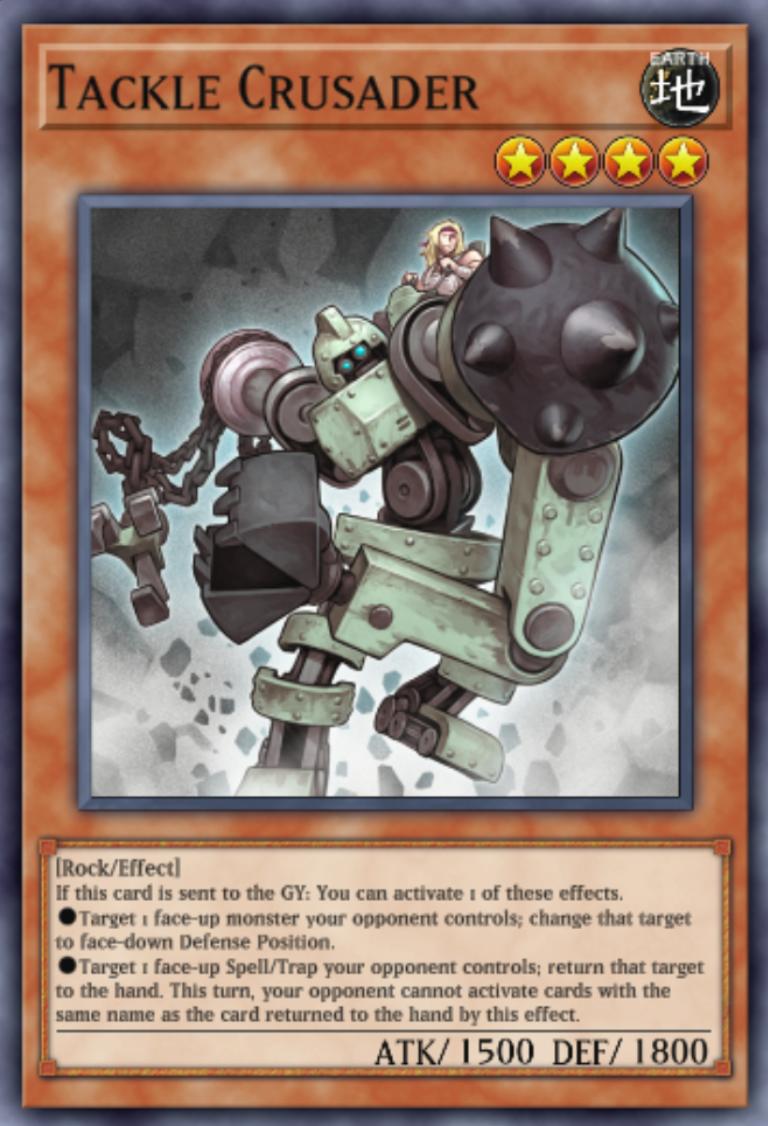 Tackle Crusader
EARTH
地
[Rock/Effect]
If this card is sent to the GY: You can activate 1 of these effects.
●Target 1 face-up monster your opponent controls; change that target
to face-down Defense Position.
●Target 1 face-up Spell/Trap your opponent controls; return that target
to the hand. This turn, your opponent cannot activate cards with the
same name as the card returned to the hand by this effect.
ATK/ 1500 DEF/ 1800